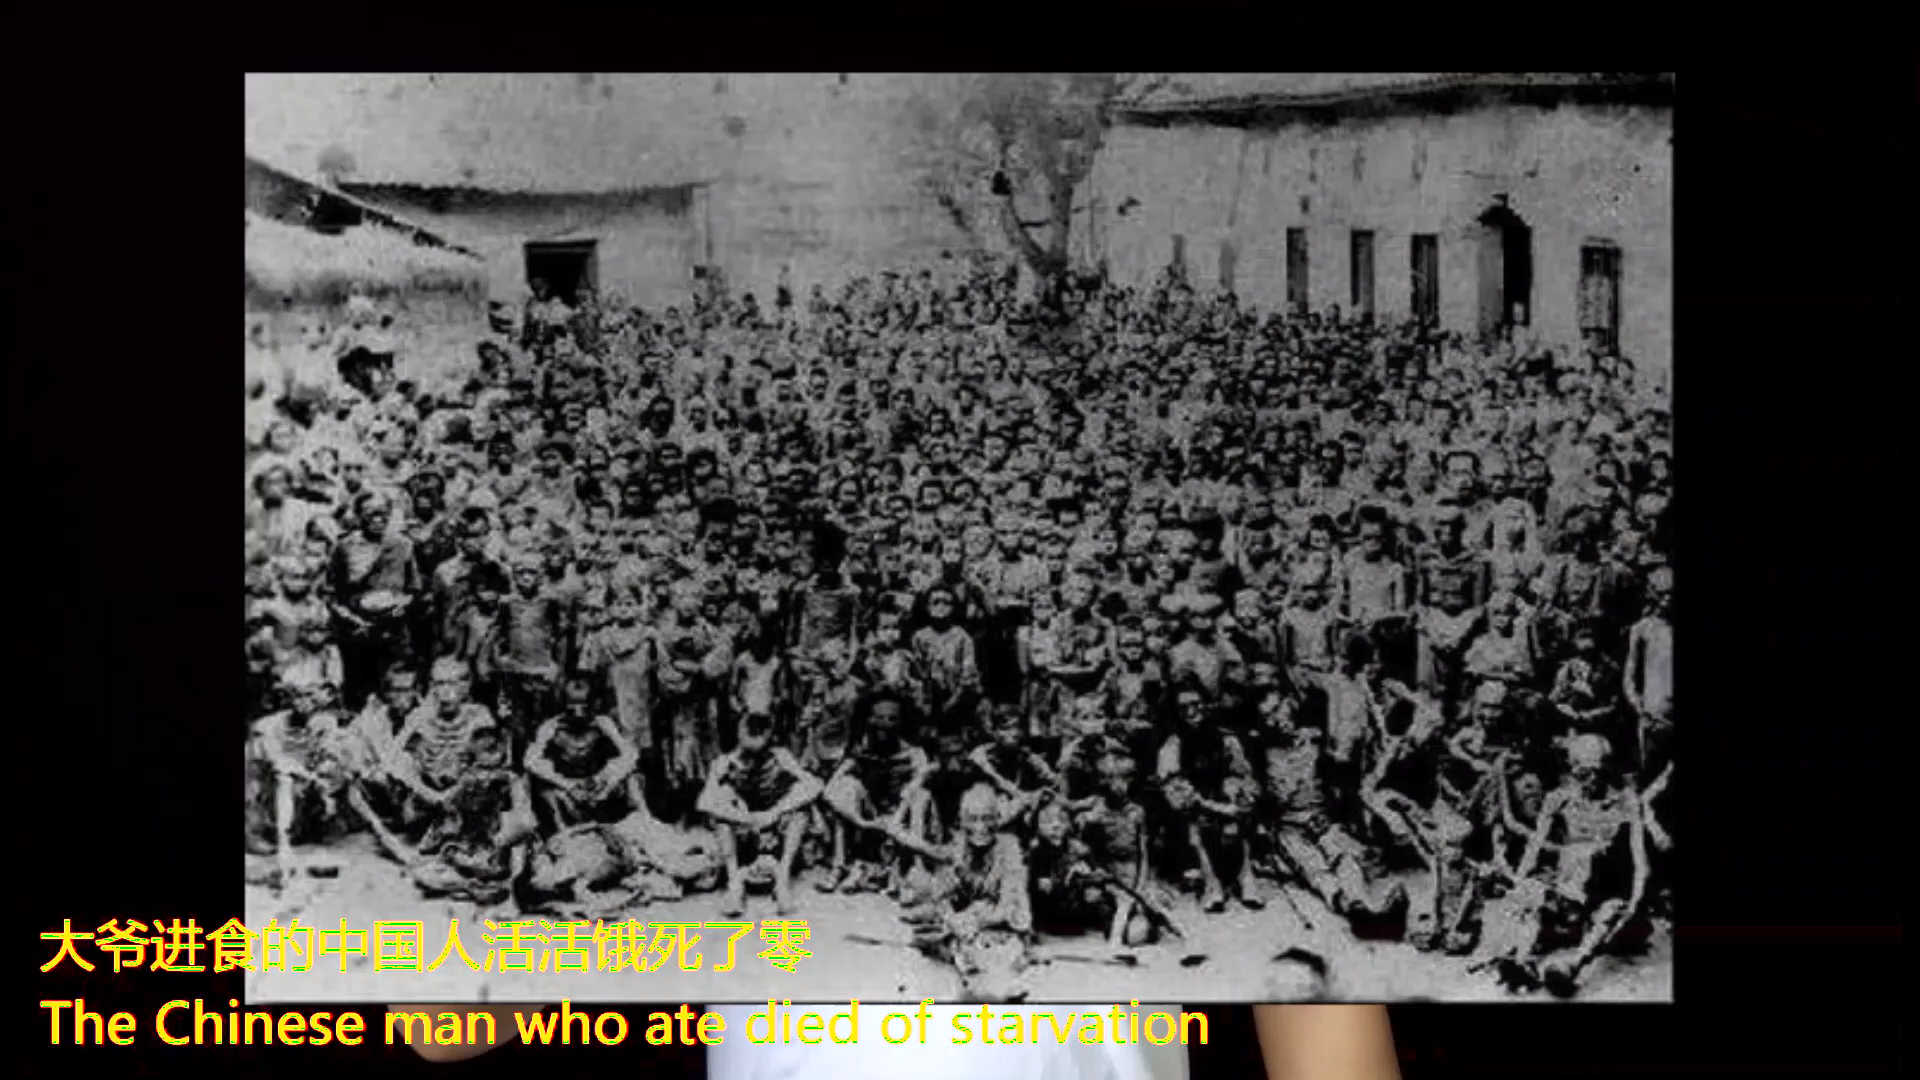 大爷进食的中国人活活饿死了零
The Chinese man who ate died of starvation